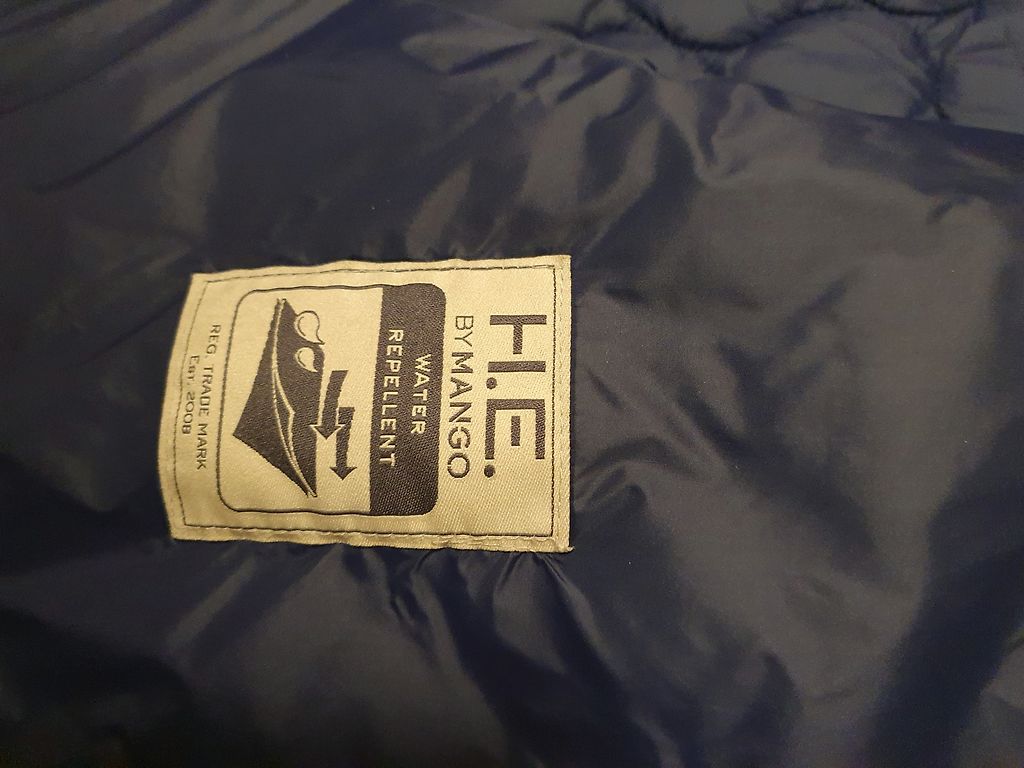 H.E.
BY MANGO
WATER
REPELLENT
REG TRADE MARK
EST. 2008